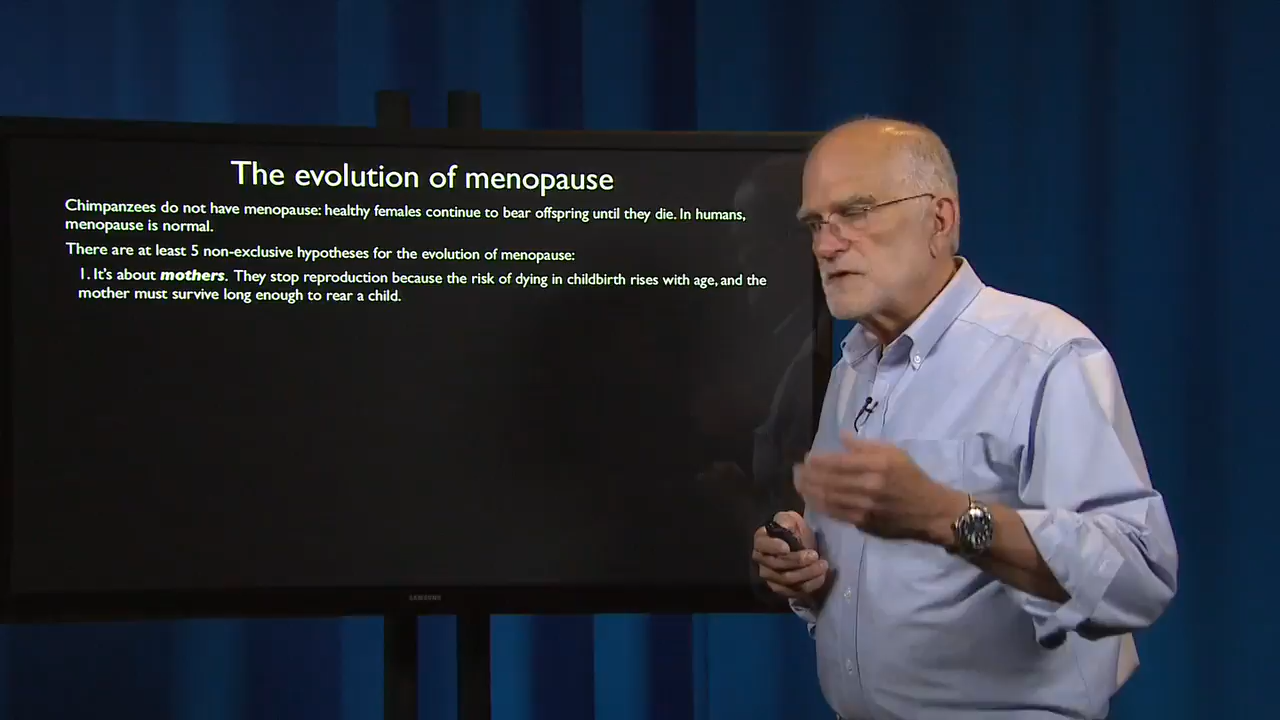 The evolution of menopause
Chimpanzees do not have menopause: healthy females continue to bear offspring until they die. In humans,
menopause is normal.
There are at least 5 non-exclusive hypotheses for the evolution of menopause:
1. It's about mothers. They stop reproduction because the risk of dying in childbirth rises with age, and the
mother must survive long enough to rear a child.
SAMSUNG